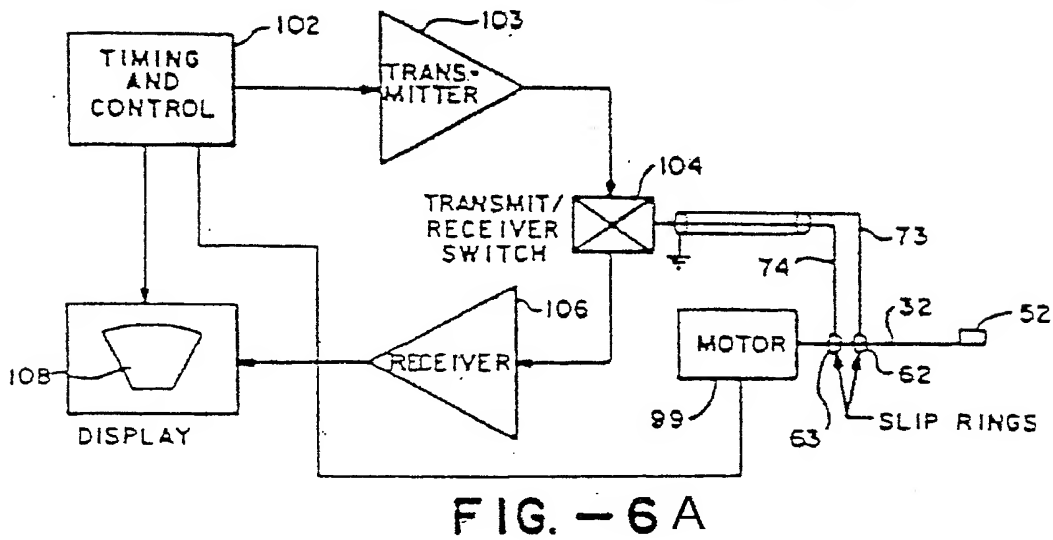 102
TIMING
AND
CONTROL
103
TRANS-
MITTER
104
TRANSMIT/
RECEIVER
SWITCH
73
74
106
RECEIVER
108
DISPLAY
MOTOR
99
32
52
62
63
SLIP RINGS
FIG. - 6A